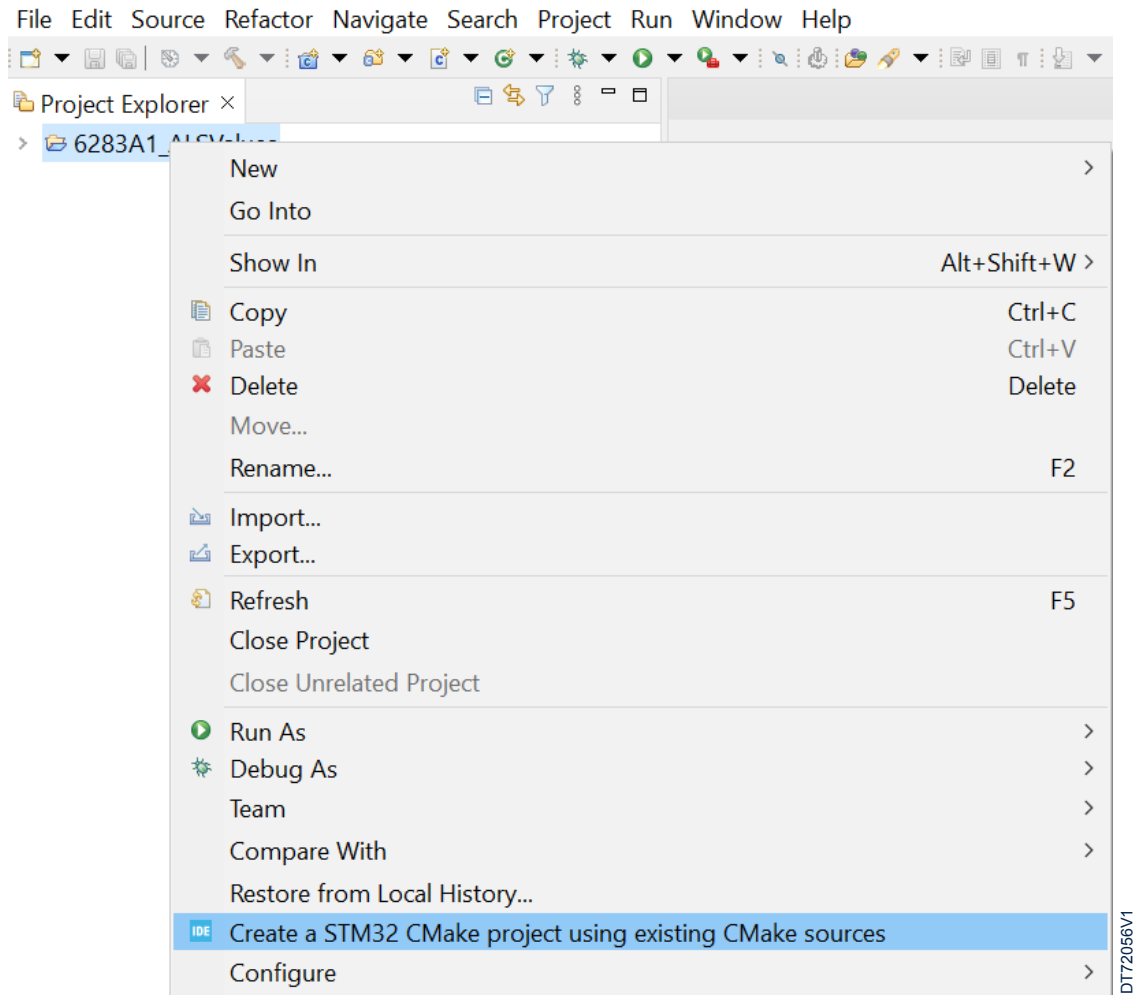 File Edit Source Refactor Navigate Search Project Run Window Help
Project Explorer ×
6283A1_ALSValues
New
Go Into
Show In Alt+Shift+W >
Copy Ctrl+C
Paste Ctrl+V
Delete Delete
Move...
Rename... F2
Import...
Export...
Refresh F5
Close Project
Close Unrelated Project
Run As
Debug As
Team
Compare With
Restore from Local History...
IDE Create a STM32 CMake project using existing CMake sources
Configure
DT72056V1